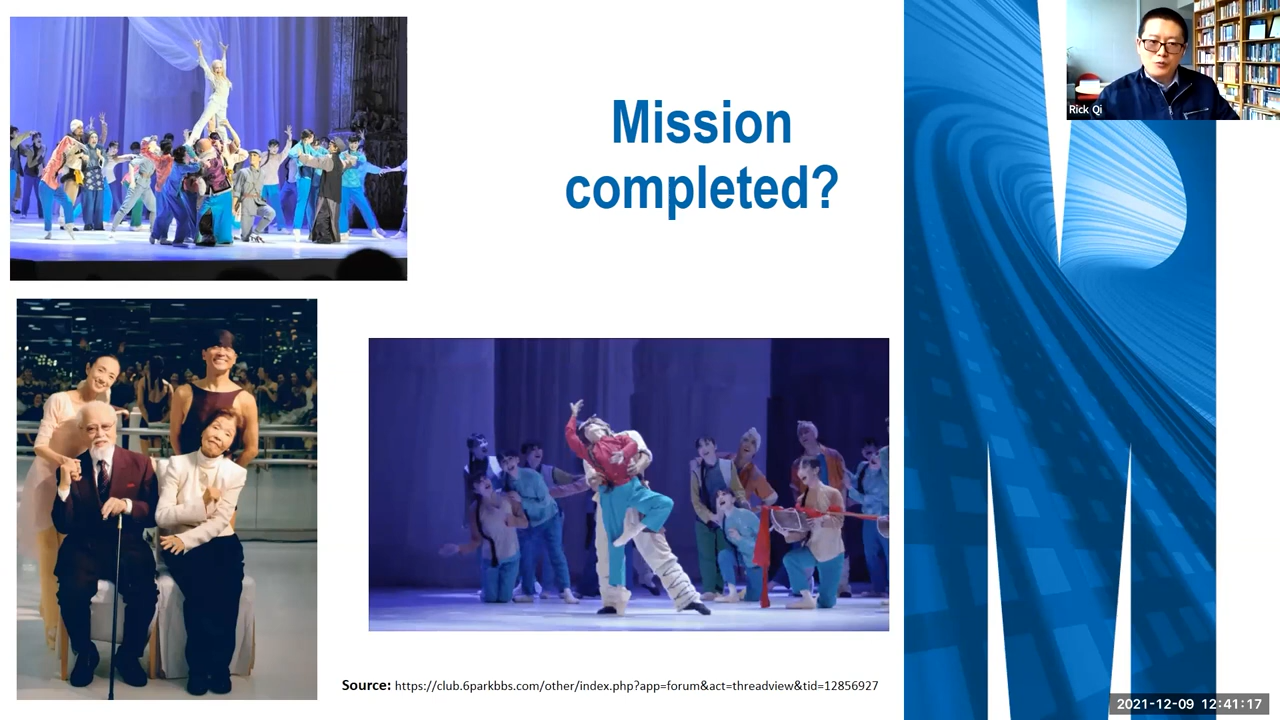 Mission
completed?
Rick Qi
Source: https://club.6parkbbs.com/other/index.php?app=forum&act=threadview&tid=12856927
2021-12-09 12:41:17